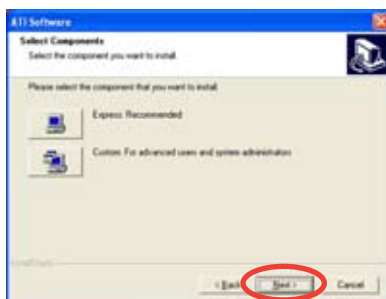 ATI Software
Select Components
Select the component you want to install.
Please select the component that you want to install
Express: Recommended
Custom: For advanced users and system administrators
< Back
Next >
Cancel